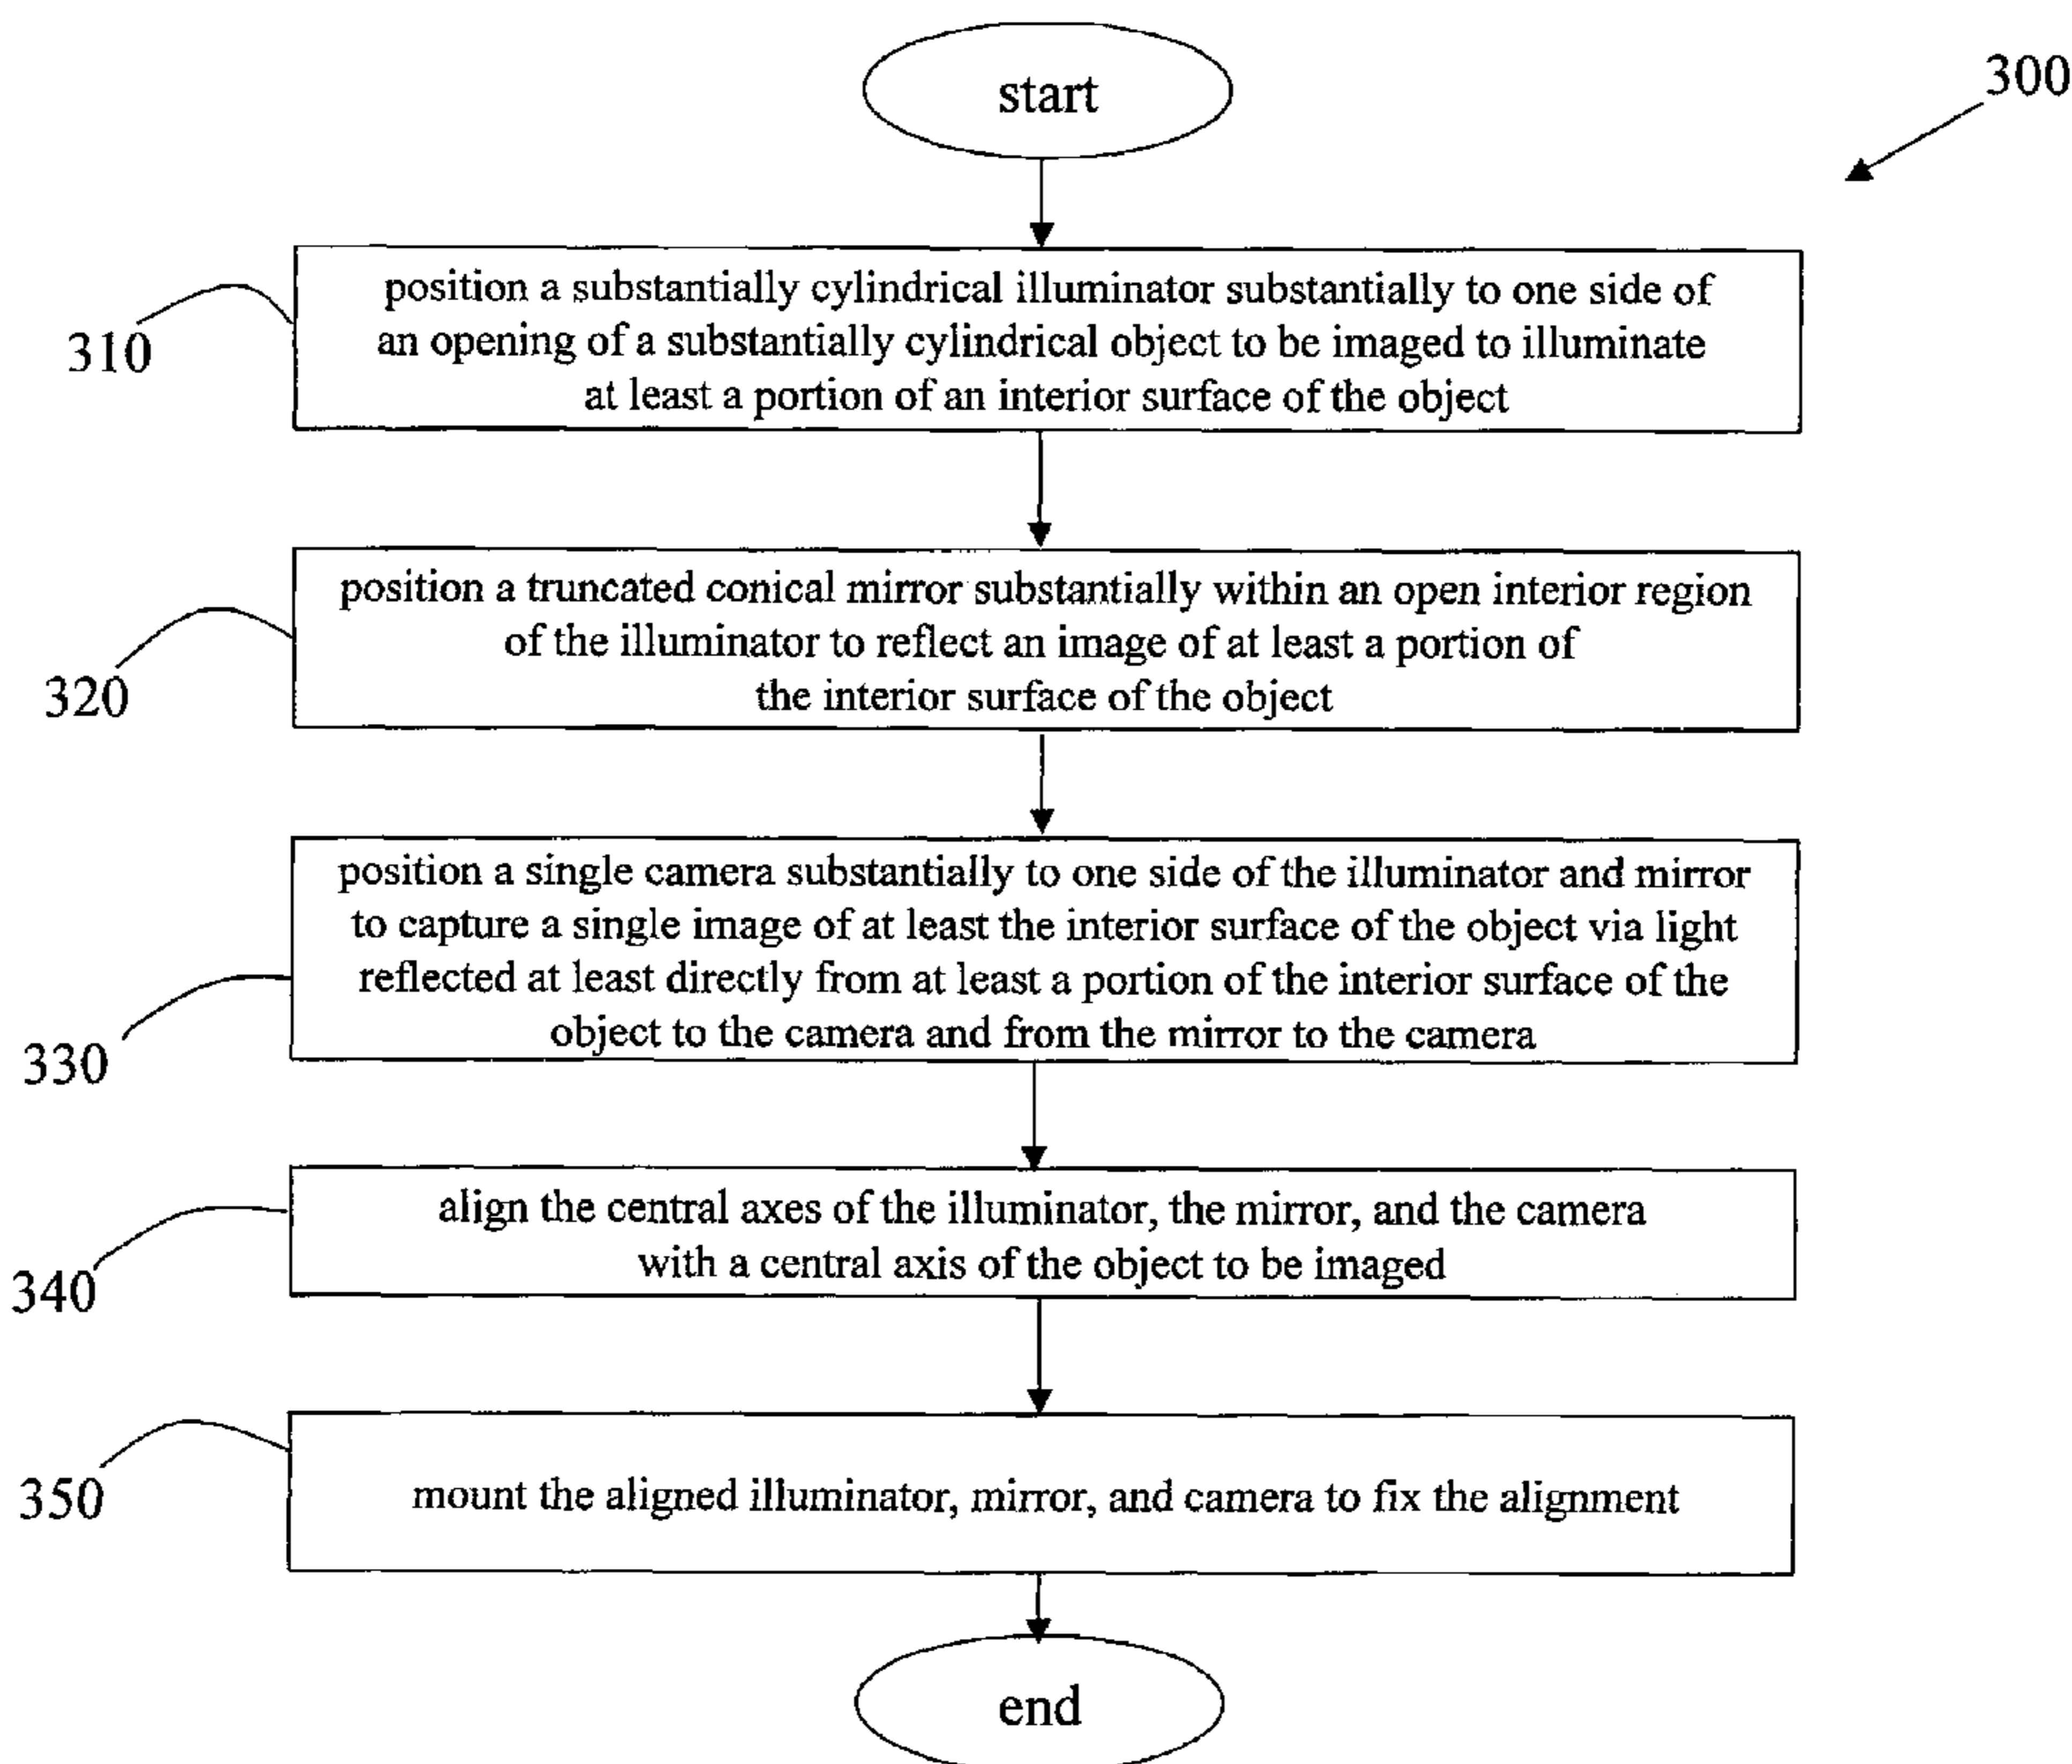 start
300
310
position a substantially cylindrical illuminator substantially to one side of
an opening of a substantially cylindrical object to be imaged to illuminate
at least a portion of an interior surface of the object
320
position a truncated conical mirror substantially within an open interior region
of the illuminator to reflect an image of at least a portion of
the interior surface of the object
330
position a single camera substantially to one side of the illuminator and mirror
to capture a single image of at least the interior surface of the object via light
reflected at least directly from at least a portion of the interior surface of the
object to the camera and from the mirror to the camera
340
align the central axes of the illuminator, the mirror, and the camera
with a central axis of the object to be imaged
350
mount the aligned illuminator, mirror, and camera to fix the alignment
end